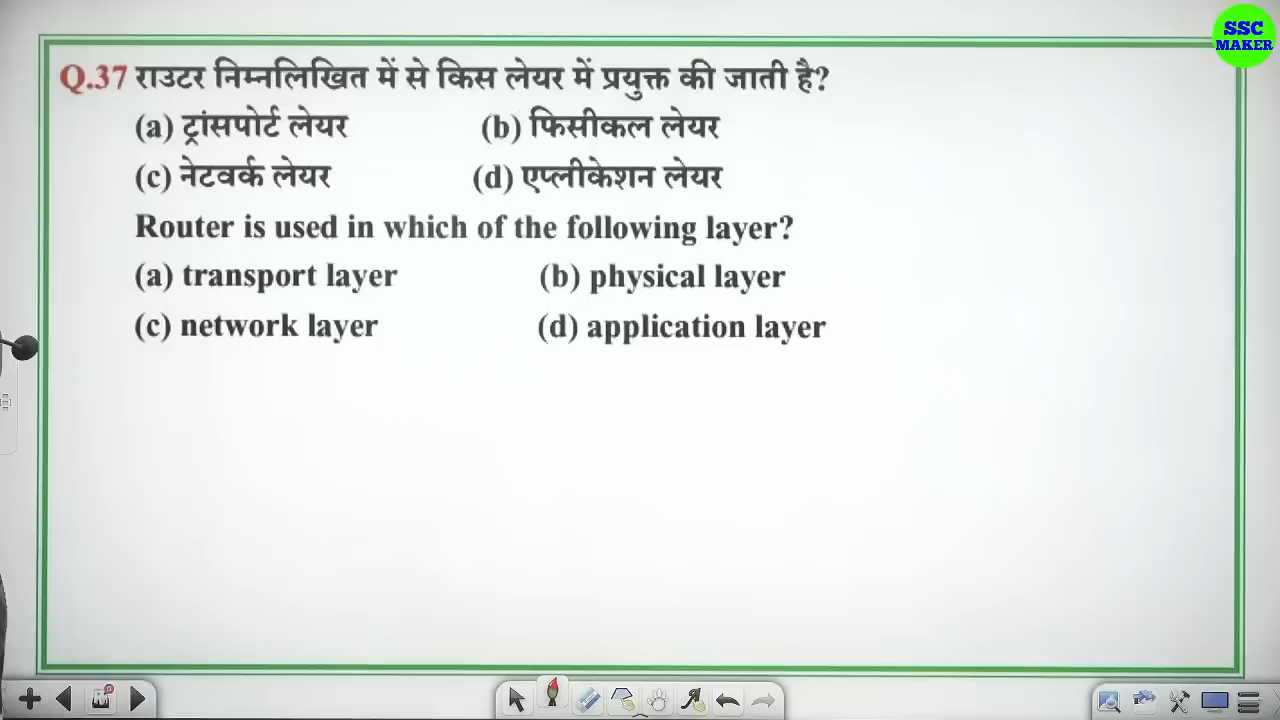 SSC
MAKER
Q.37 राउटर निम्नलिखित में से किस लेयर में प्रयुक्त की जाती है?
(a) ट्रांसपोर्ट लेयर (b) फिसीकल लेयर
(c) नेटवर्क लेयर (d) एप्लीकेशन लेयर
Router is used in which of the following layer?
(a) transport layer (b) physical layer
(c) network layer (d) application layer